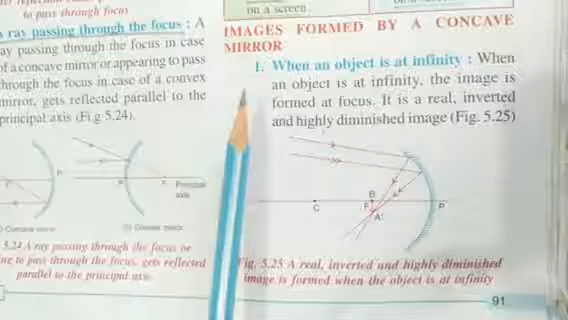 to pass through focus
a ray passing through the focus : A
ray passing through the focus in case
of a concave mirror or appearing to pass
through the focus in case of a convex
mirror, gets reflected parallel to the
principal axis (Fi.g 5.24).
P
F
Principal
axis
(i) Concave mirror
(ii) Convex mirror
5.24 A ray passing through the focus or
to pass through the focus, gets reflected
parallel to the principal axis
on a screen
IMAGES FORMED BY A CONCAVE
MIRROR
1. When an object is at infinity : When
an object is at infinity, the image is
formed at focus. It is a real, inverted
and highly diminished image (Fig. 5.25)
C
B
F
A'
P
Fig. 5.25 A real, inverted and highly diminished
image is formed when the object is at infinity
91